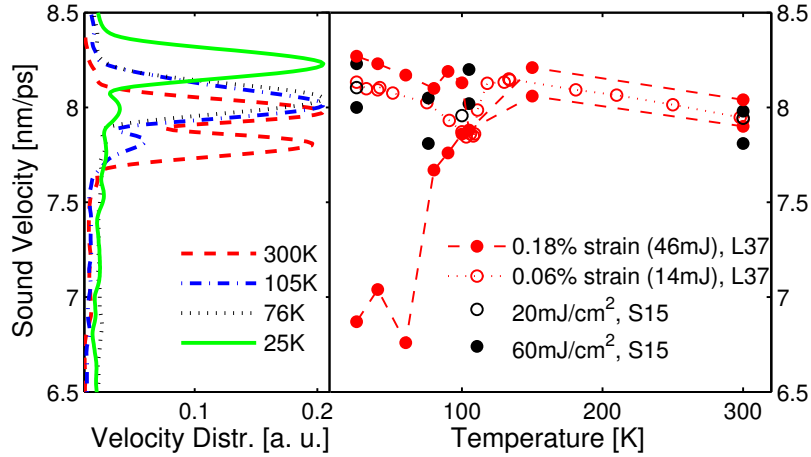 8.5
8
7.5
7
6.5
Sound Velocity [nm/ps]
300K
105K
76K
25K
0.1
0.2
Velocity Distr. [a. u.]
0.18% strain (46mJ), L37
0.06% strain (14mJ), L37
20mJ/cm², S15
60mJ/cm², S15
100
200
300
Temperature [K]
8.5
8
7.5
7
6.5